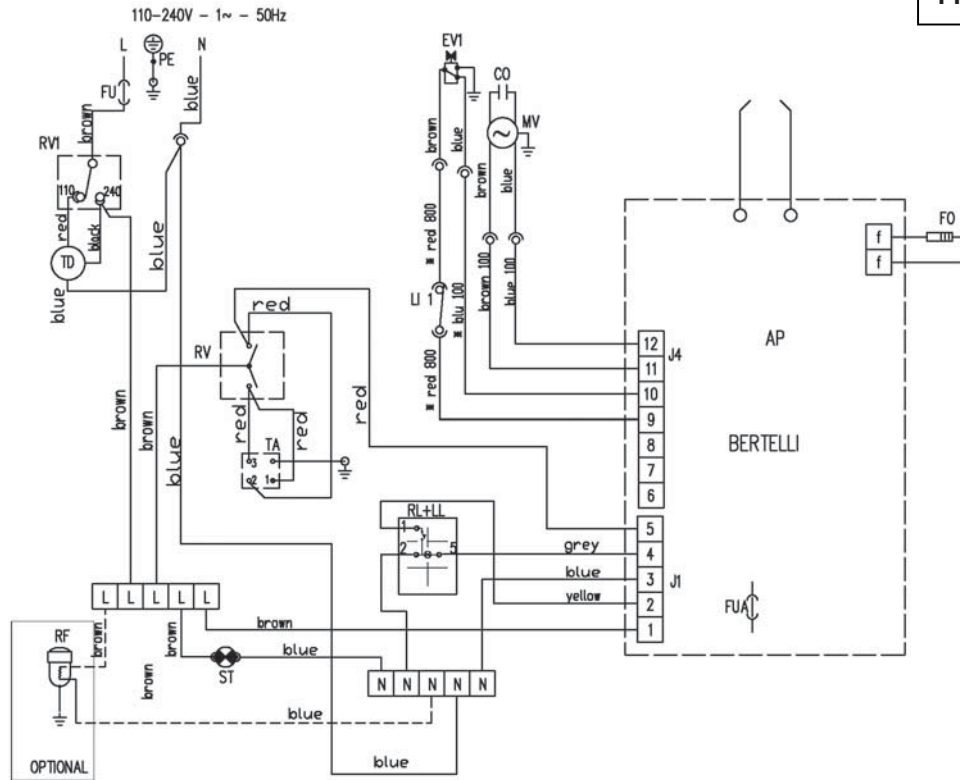 110-240V - 1~ - 50Hz
L
PE
N
FU
brown
blue
RV1
110
240
red
black
TD
blue
blue
EV1
CO
MV
brown
blue
brown
blue
※ red 800
※ blu 100
brown 100
blue 100
LI 1
※ red 800
red
RV
red
red
TA
3
4
2
1
red
brown
brown
blue
f
f
FO
AP
BERTELLI
12
11
10
9
8
7
6
J4
5
4
3
2
1
J1
FUA
RL+LL
1
2
5
grey
blue
yellow
brown
L L L L L
brown
brown
brown
ST
blue
N N N N N
RF
blue
blue
OPTIONAL